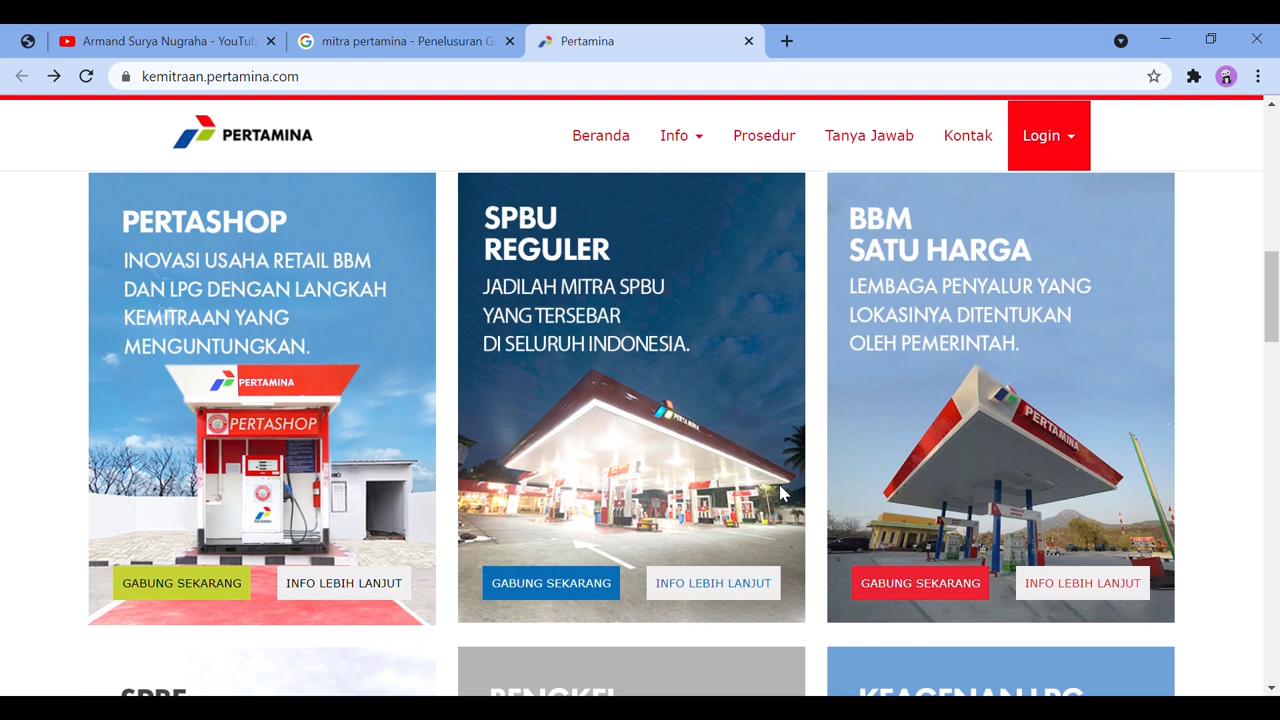 Armand Surya Nugraha - YouTub
mitra pertamina - Penelusuran G
Pertamina
kemitraan.pertamina.com
PERTAMINA
Beranda
Info
Prosedur
Tanya Jawab
Kontak
Login
PERTASHOP
INOVASI USAHA RETAIL BBM
DAN LPG DENGAN LANGKAH
KEMITRAAN YANG
MENGUNTUNGKAN.
PERTAMINA
PERTASHOP
PERTAMINA
GABUNG SEKARANG
INFO LEBIH LANJUT
SPBU
REGULER
JADILAH MITRA SPBU
YANG TERSEBAR
DI SELURUH INDONESIA.
PERTAMINA
GABUNG SEKARANG
INFO LEBIH LANJUT
BBM
SATU HARGA
LEMBAGA PENYALUR YANG
LOKASINYA DITENTUKAN
OLEH PEMERINTAH.
PERTAMINA
GABUNG SEKARANG
INFO LEBIH LANJUT
KEAGENAN LPG